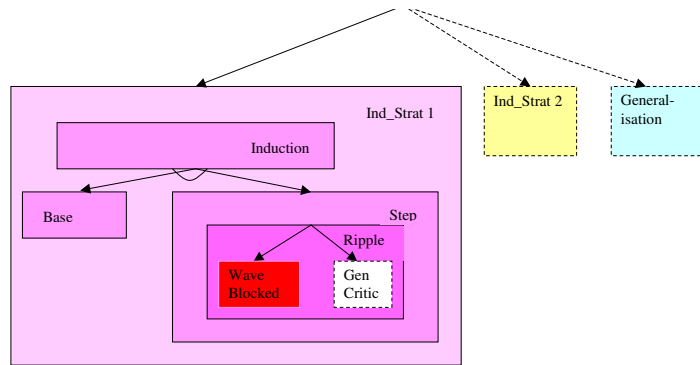 Ind_Strat 1
Ind_Strat 2
General-
isation
Induction
Base
Step
Ripple
Wave
Blocked
Gen
Critic